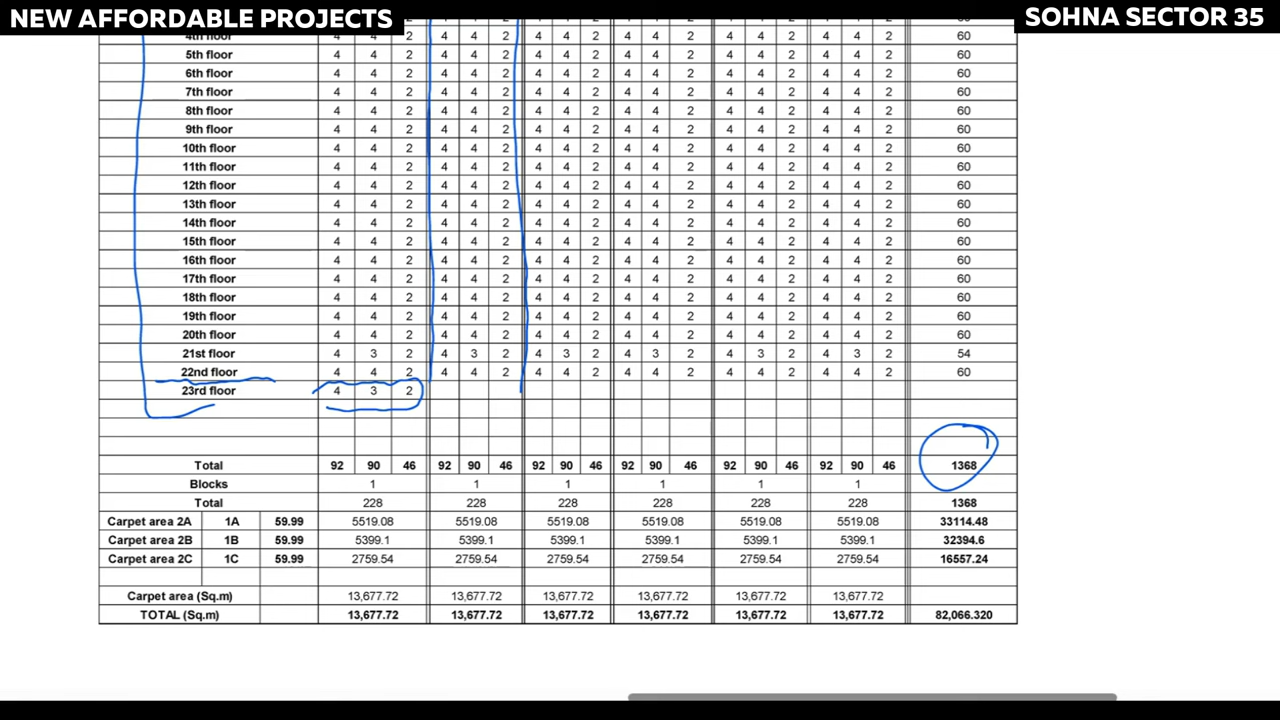 NEW AFFORDABLE PROJECTS
SOHNA SECTOR 35
4th floor 4 4 2 4 4 2 4 4 2 4 4 2 4 4 2 4 4 2 60
5th floor 4 4 2 4 4 2 4 4 2 4 4 2 4 4 2 4 4 2 60
6th floor 4 4 2 4 4 2 4 4 2 4 4 2 4 4 2 4 4 2 60
7th floor 4 4 2 4 4 2 4 4 2 4 4 2 4 4 2 4 4 2 60
8th floor 4 4 2 4 4 2 4 4 2 4 4 2 4 4 2 4 4 2 60
9th floor 4 4 2 4 4 2 4 4 2 4 4 2 4 4 2 4 4 2 60
10th floor 4 4 2 4 4 2 4 4 2 4 4 2 4 4 2 4 4 2 60
11th floor 4 4 2 4 4 2 4 4 2 4 4 2 4 4 2 4 4 2 60
12th floor 4 4 2 4 4 2 4 4 2 4 4 2 4 4 2 4 4 2 60
13th floor 4 4 2 4 4 2 4 4 2 4 4 2 4 4 2 4 4 2 60
14th floor 4 4 2 4 4 2 4 4 2 4 4 2 4 4 2 4 4 2 60
15th floor 4 4 2 4 4 2 4 4 2 4 4 2 4 4 2 4 4 2 60
16th floor 4 4 2 4 4 2 4 4 2 4 4 2 4 4 2 4 4 2 60
17th floor 4 4 2 4 4 2 4 4 2 4 4 2 4 4 2 4 4 2 60
18th floor 4 4 2 4 4 2 4 4 2 4 4 2 4 4 2 4 4 2 60
19th floor 4 4 2 4 4 2 4 4 2 4 4 2 4 4 2 4 4 2 60
20th floor 4 4 2 4 4 2 4 4 2 4 4 2 4 4 2 4 4 2 60
21st floor 4 3 2 4 3 2 4 3 2 4 3 2 4 3 2 4 3 2 54
22nd floor 4 4 2 4 4 2 4 4 2 4 4 2 4 4 2 4 4 2 60
23rd floor 4 3 2
Total 92 90 46 92 90 46 92 90 46 92 90 46 92 90 46 92 90 46 1368
Blocks 1 1 1 1 1 1
Total 228 228 228 228 228 228 1368
Carpet area 2A 1A 59.99 5519.08 5519.08 5519.08 5519.08 5519.08 5519.08 33114.48
Carpet area 2B 1B 59.99 5399.1 5399.1 5399.1 5399.1 5399.1 5399.1 32394.6
Carpet area 2C 1C 59.99 2759.54 2759.54 2759.54 2759.54 2759.54 2759.54 16557.24
Carpet area (Sq.m) 13,677.72 13,677.72 13,677.72 13,677.72 13,677.72 13,677.72
TOTAL (Sq.m) 13,677.72 13,677.72 13,677.72 13,677.72 13,677.72 13,677.72 82,066.320